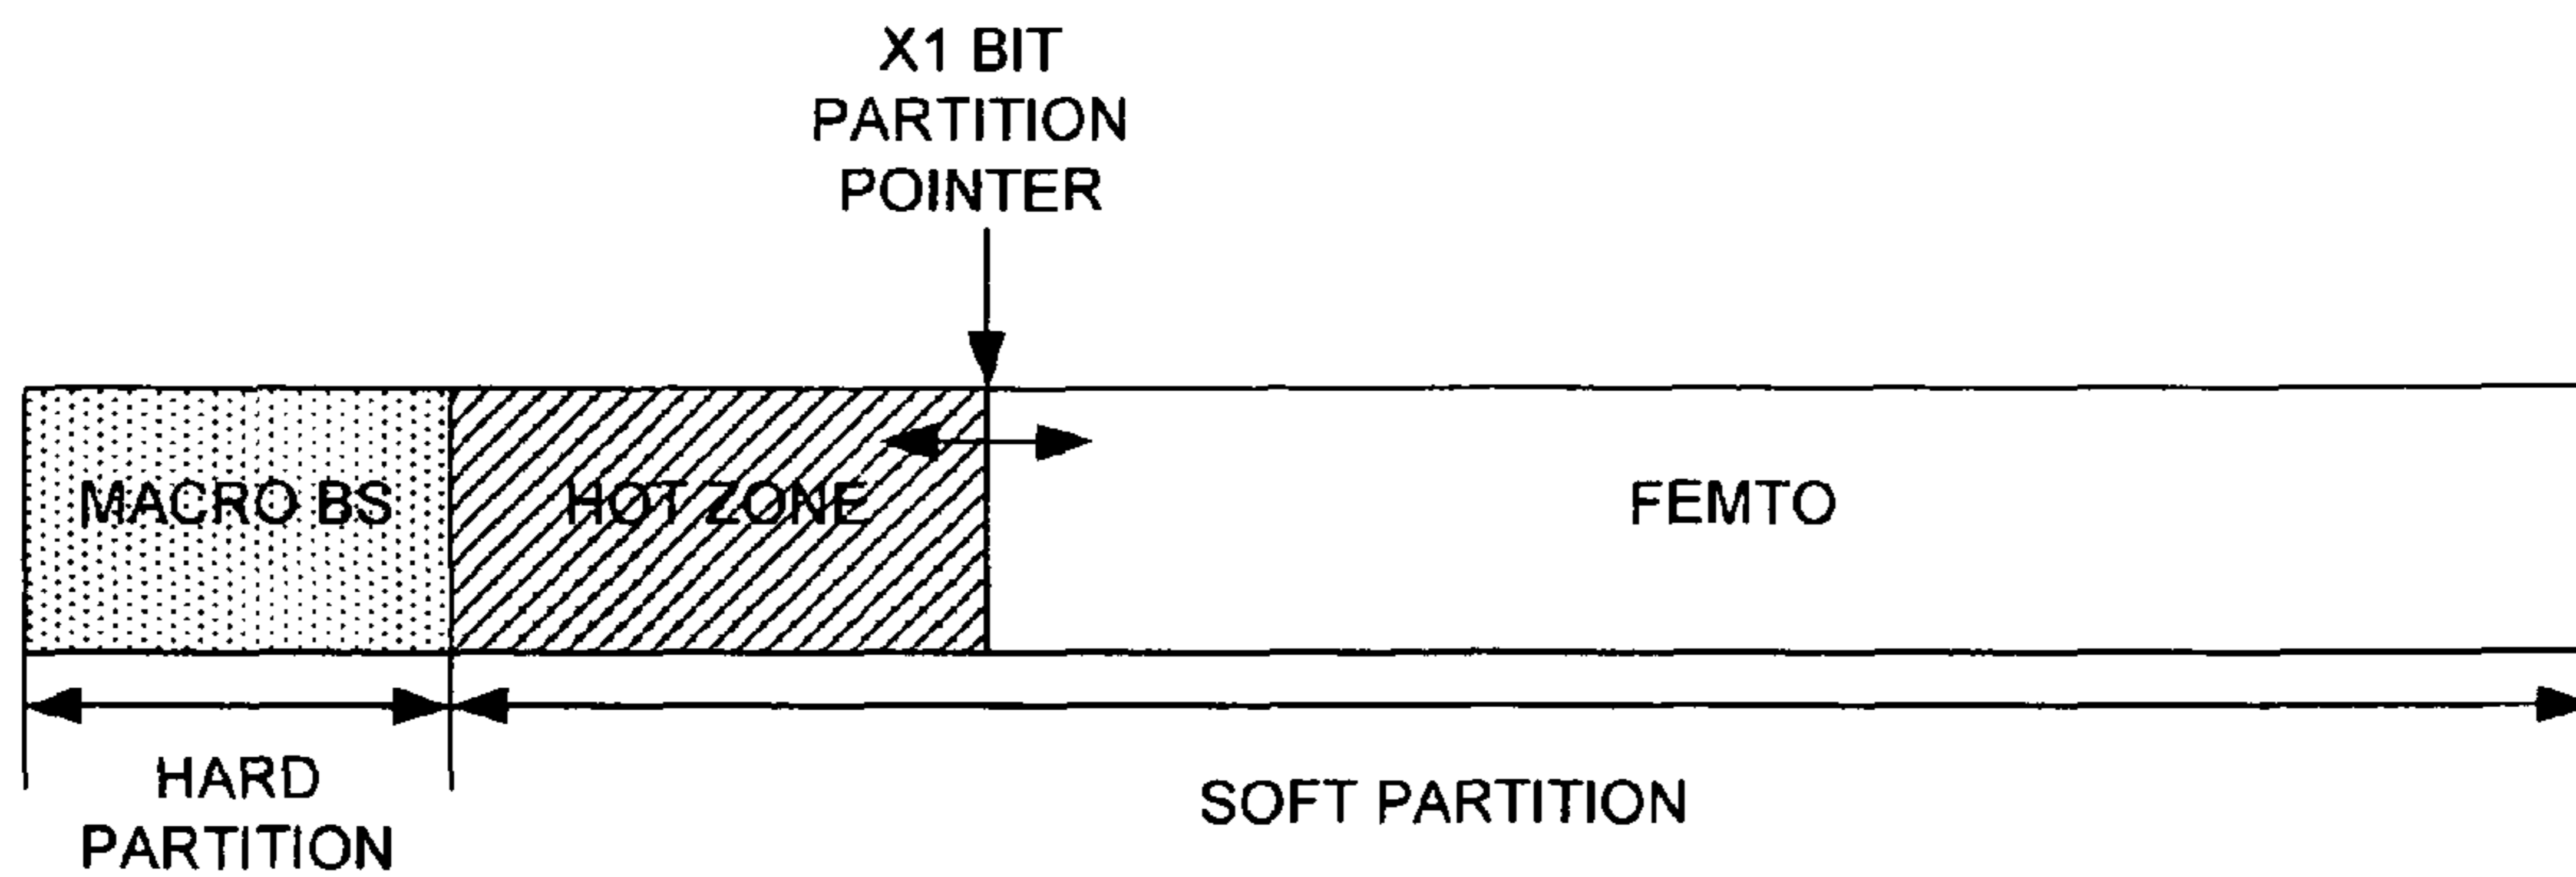 X1 BIT
PARTITION
POINTER
MACRO BS
HOT ZONE
FEMTO
HARD
PARTITION
SOFT PARTITION